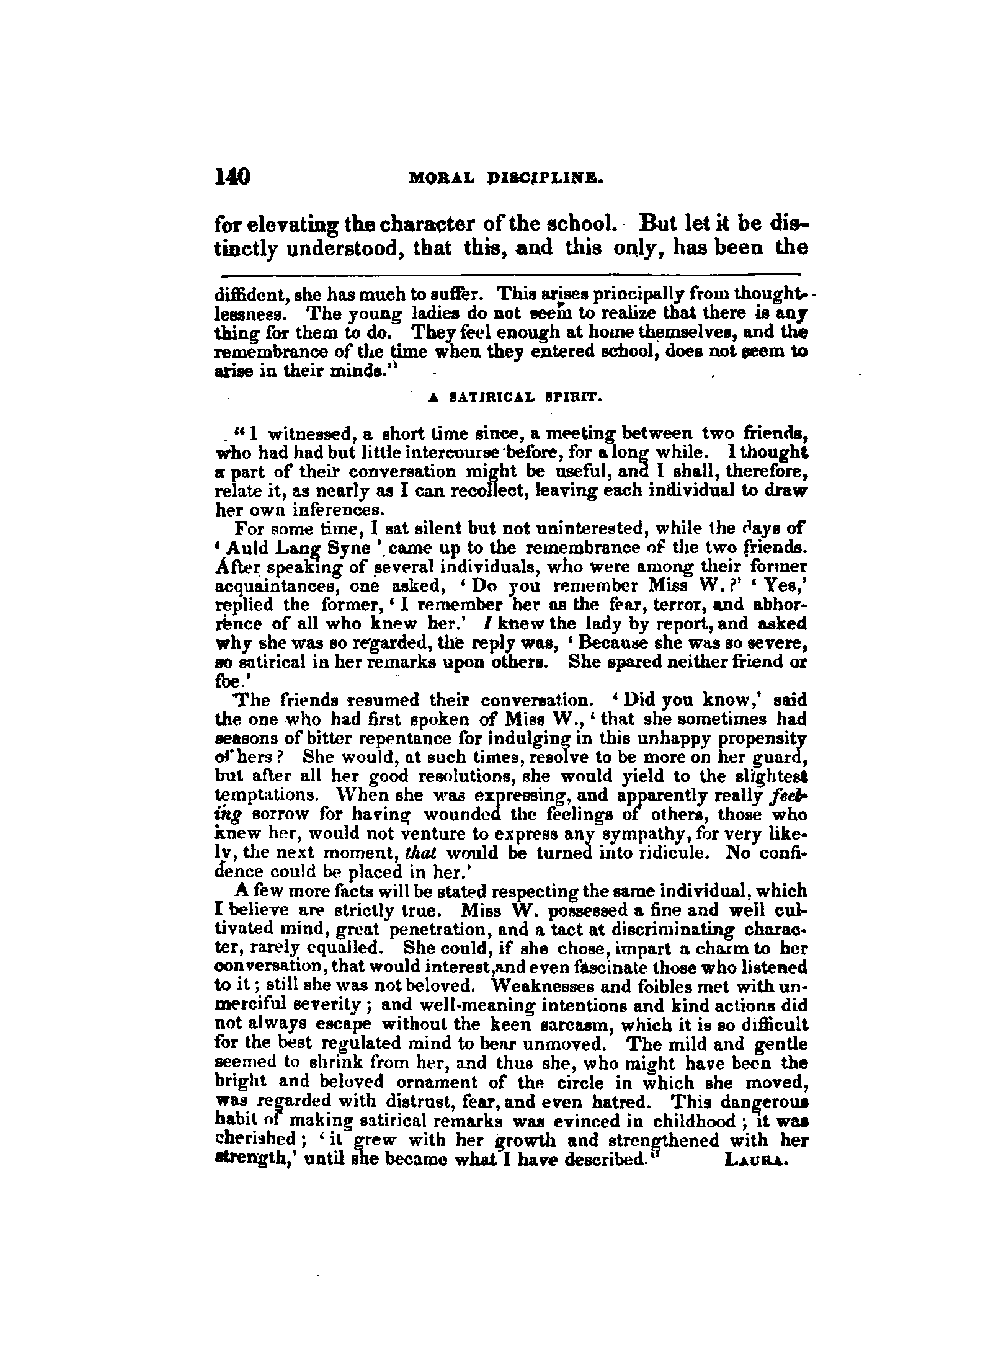 140 MORAL DISCIPLINE.
for elevating the character of the school. But let it be dis-
tinctly understood, that this, and this only, has been the
diffident, she has much to suffer. This arises principally from thought-
lessness. The young ladies do not seem to realize that there is any
thing for them to do. They feel enough at home themselves, and the
remembrance of the time when they entered school, does not seem to
arise in their minds."
A SATIRICAL SPIRIT.
"I witnessed, a short time since, a meeting between two friends,
who had had but little intercourse before, for a long while. I thought
a part of their conversation might be useful, and I shall, therefore,
relate it, as nearly as I can recollect, leaving each individual to draw
her own inferences.
For some time, I sat silent but not uninterested, while the days of
' Auld Lang Syne ' came up to the remembrance of the two friends.
After speaking of several individuals, who were among their former
acquaintances, one asked, ' Do you remember Miss W. ?' ' Yes,'
replied the former, ' I remember her as the fear, terror, and abhor-
rence of all who knew her.' I knew the lady by report, and asked
why she was so regarded, the reply was, ' Because she was so severe,
so satirical in her remarks upon others. She spared neither friend or
foe.'
The friends resumed their conversation. ' Did you know,' said
the one who had first spoken of Miss W., ' that she sometimes had
seasons of bitter repentance for indulging in this unhappy propensity
of hers ? She would, at such times, resolve to be more on her guard,
but after all her good resolutions, she would yield to the slightest
temptations. When she was expressing, and apparently really feel-
ing sorrow for having wounded the feelings of others, those who
knew her, would not venture to express any sympathy, for very like-
ly, the next moment, that would be turned into ridicule. No confi-
dence could be placed in her.'
A few more facts will be stated respecting the same individual, which
I believe are strictly true. Miss W. possessed a fine and well cul-
tivated mind, great penetration, and a tact at discriminating charac-
ter, rarely equalled. She could, if she chose, impart a charm to her
conversation, that would interest, and even fascinate those who listened
to it ; still she was not beloved. Weaknesses and foibles met with un-
merciful severity ; and well-meaning intentions and kind actions did
not always escape without the keen sarcasm, which it is so difficult
for the best regulated mind to bear unmoved. The mild and gentle
seemed to shrink from her, and thus she, who might have been the
bright and beloved ornament of the circle in which she moved,
was regarded with distrust, fear, and even hatred. This dangerous
habit of making satirical remarks was evinced in childhood ; it was
cherished ; ' it grew with her growth and strengthened with her
strength,' until she became what I have described." LAURA.